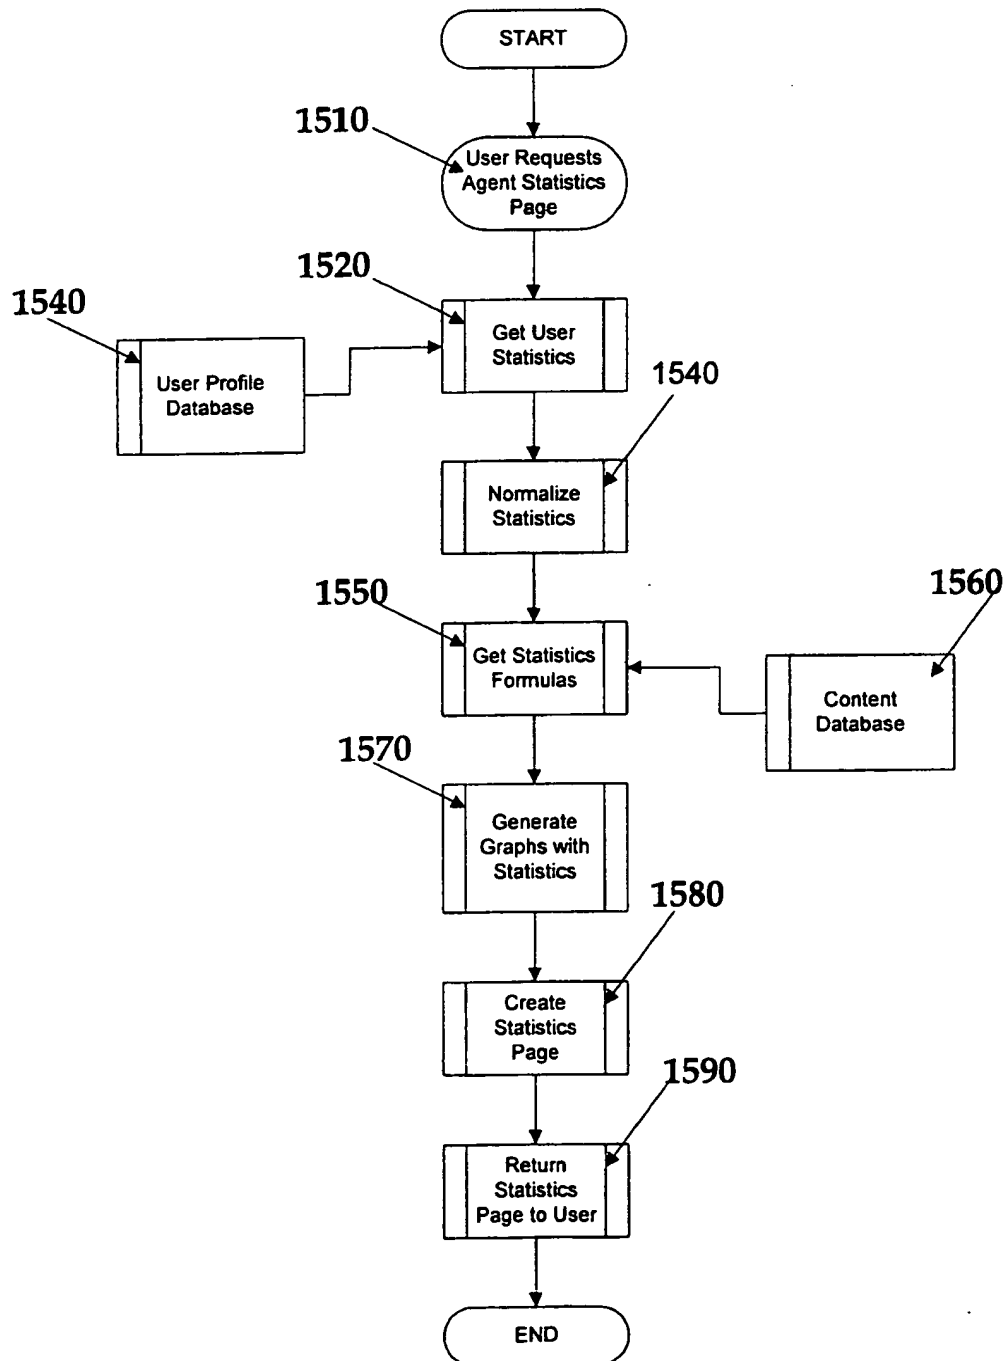 START
1510
User Requests
Agent Statistics
Page
1520
Get User
Statistics
1540
User Profile
Database
1540
Normalize
Statistics
1550
Get Statistics
Formulas
1560
Content
Database
1570
Generate
Graphs with
Statistics
1580
Create
Statistics
Page
1590
Return
Statistics
Page to User
END